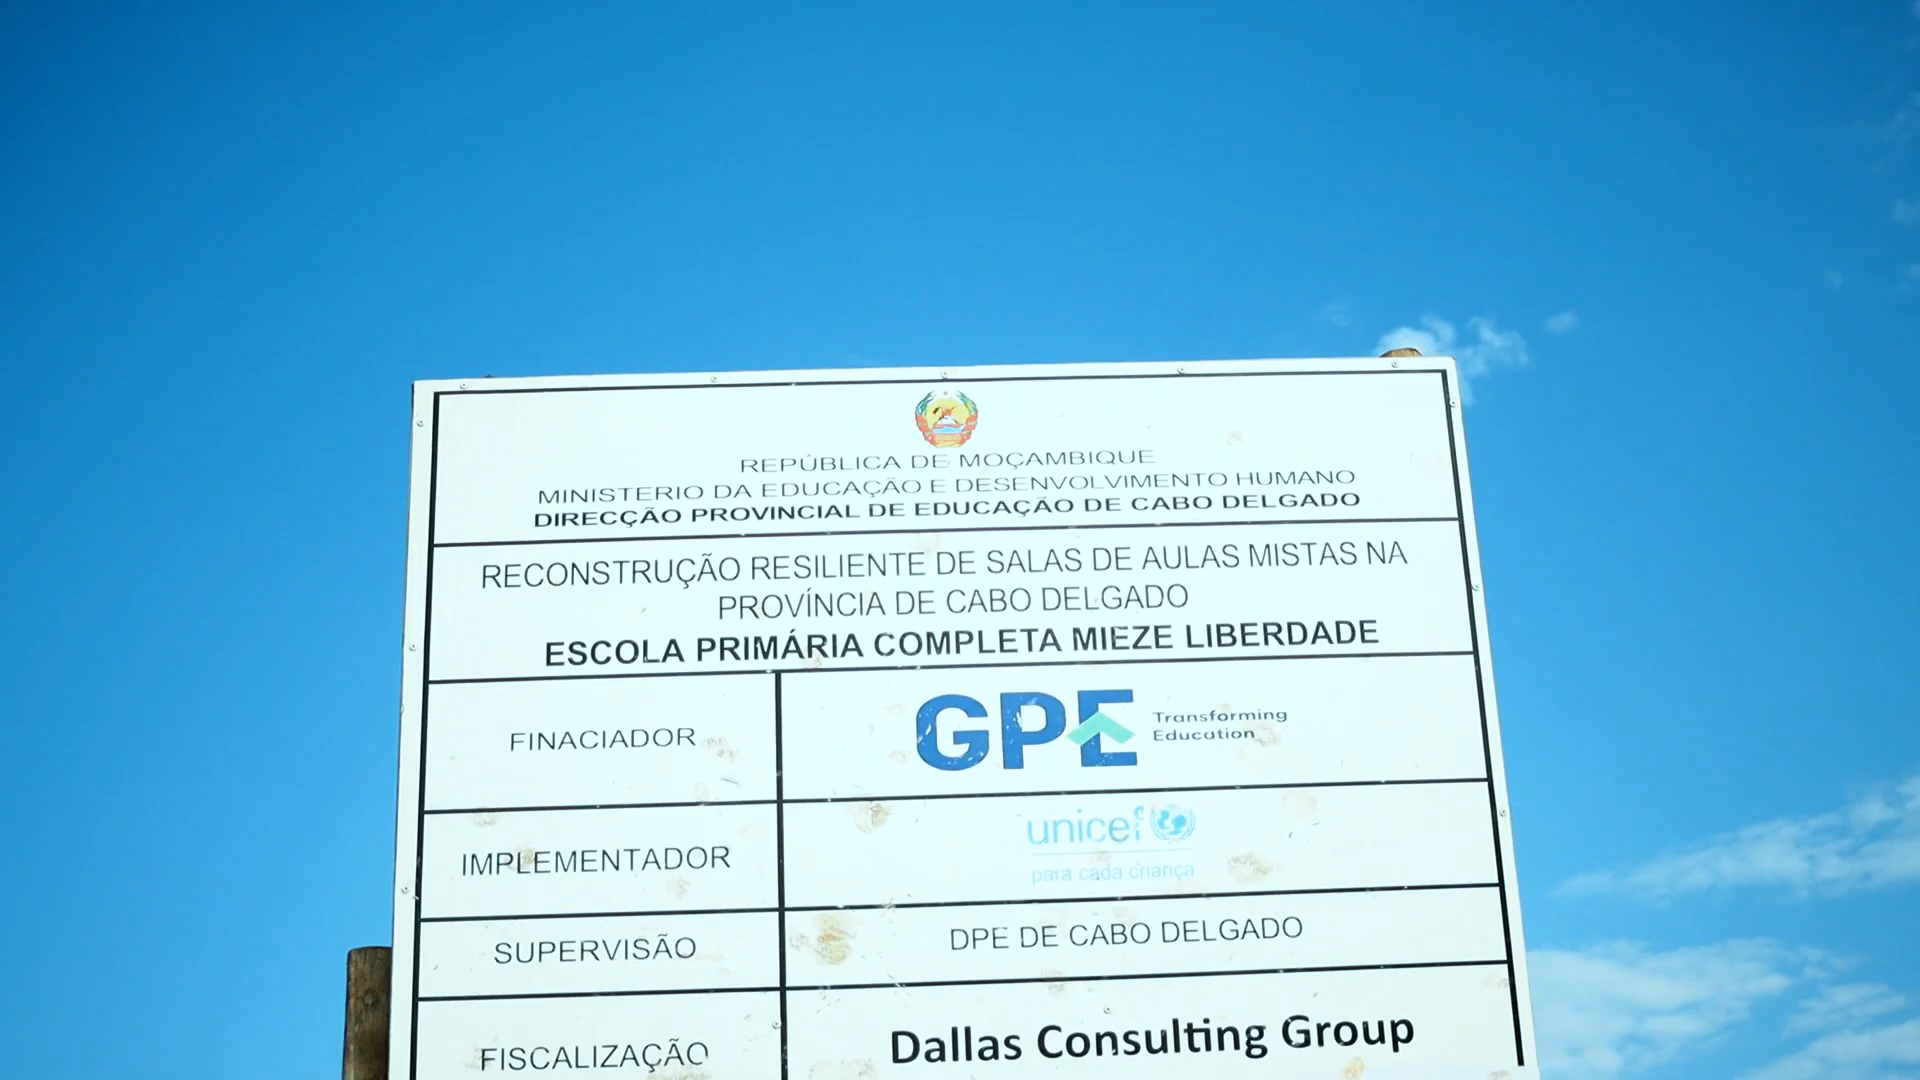 REPÚBLICA DE MOÇAMBIQUE
MINISTERIO DA EDUCAÇÃO E DESENVOLVIMENTO HUMANO
DIRECÇÃO PROVINCIAL DE EDUCAÇÃO DE CABO DELGADO
RECONSTRUÇÃO RESILIENTE DE SALAS DE AULAS MISTAS NA
PROVÍNCIA DE CABO DELGADO
ESCOLA PRIMÁRIA COMPLETA MIEZE LIBERDADE
FINACIADOR
GPE
Transforming
Education
IMPLEMENTADOR
unicef
para cada criança
SUPERVISÃO
DPE DE CABO DELGADO
FISCALIZAÇÃO
Dallas Consulting Group